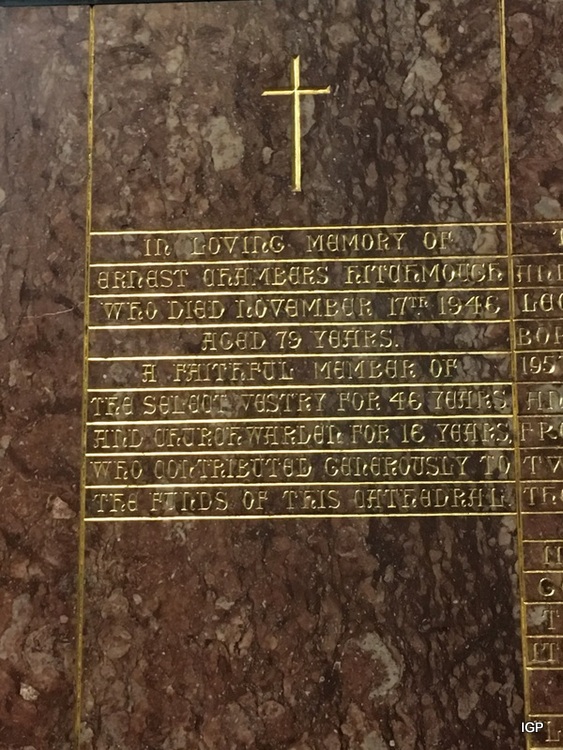 IN LOVING MEMORY OF
ERNEST CHAMBERS HITCHMOUGH
WHO DIED NOVEMBER 17TH 1946
AGED 79 YEARS.
A FAITHFUL MEMBER OF
THE SELECT VESTRY FOR 46 YEARS
AND CHURCHWARDEN FOR 16 YEARS,
WHO CONTRIBUTED GENEROUSLY TO
THE FUNDS OF THIS CATHEDRAL.
IGP